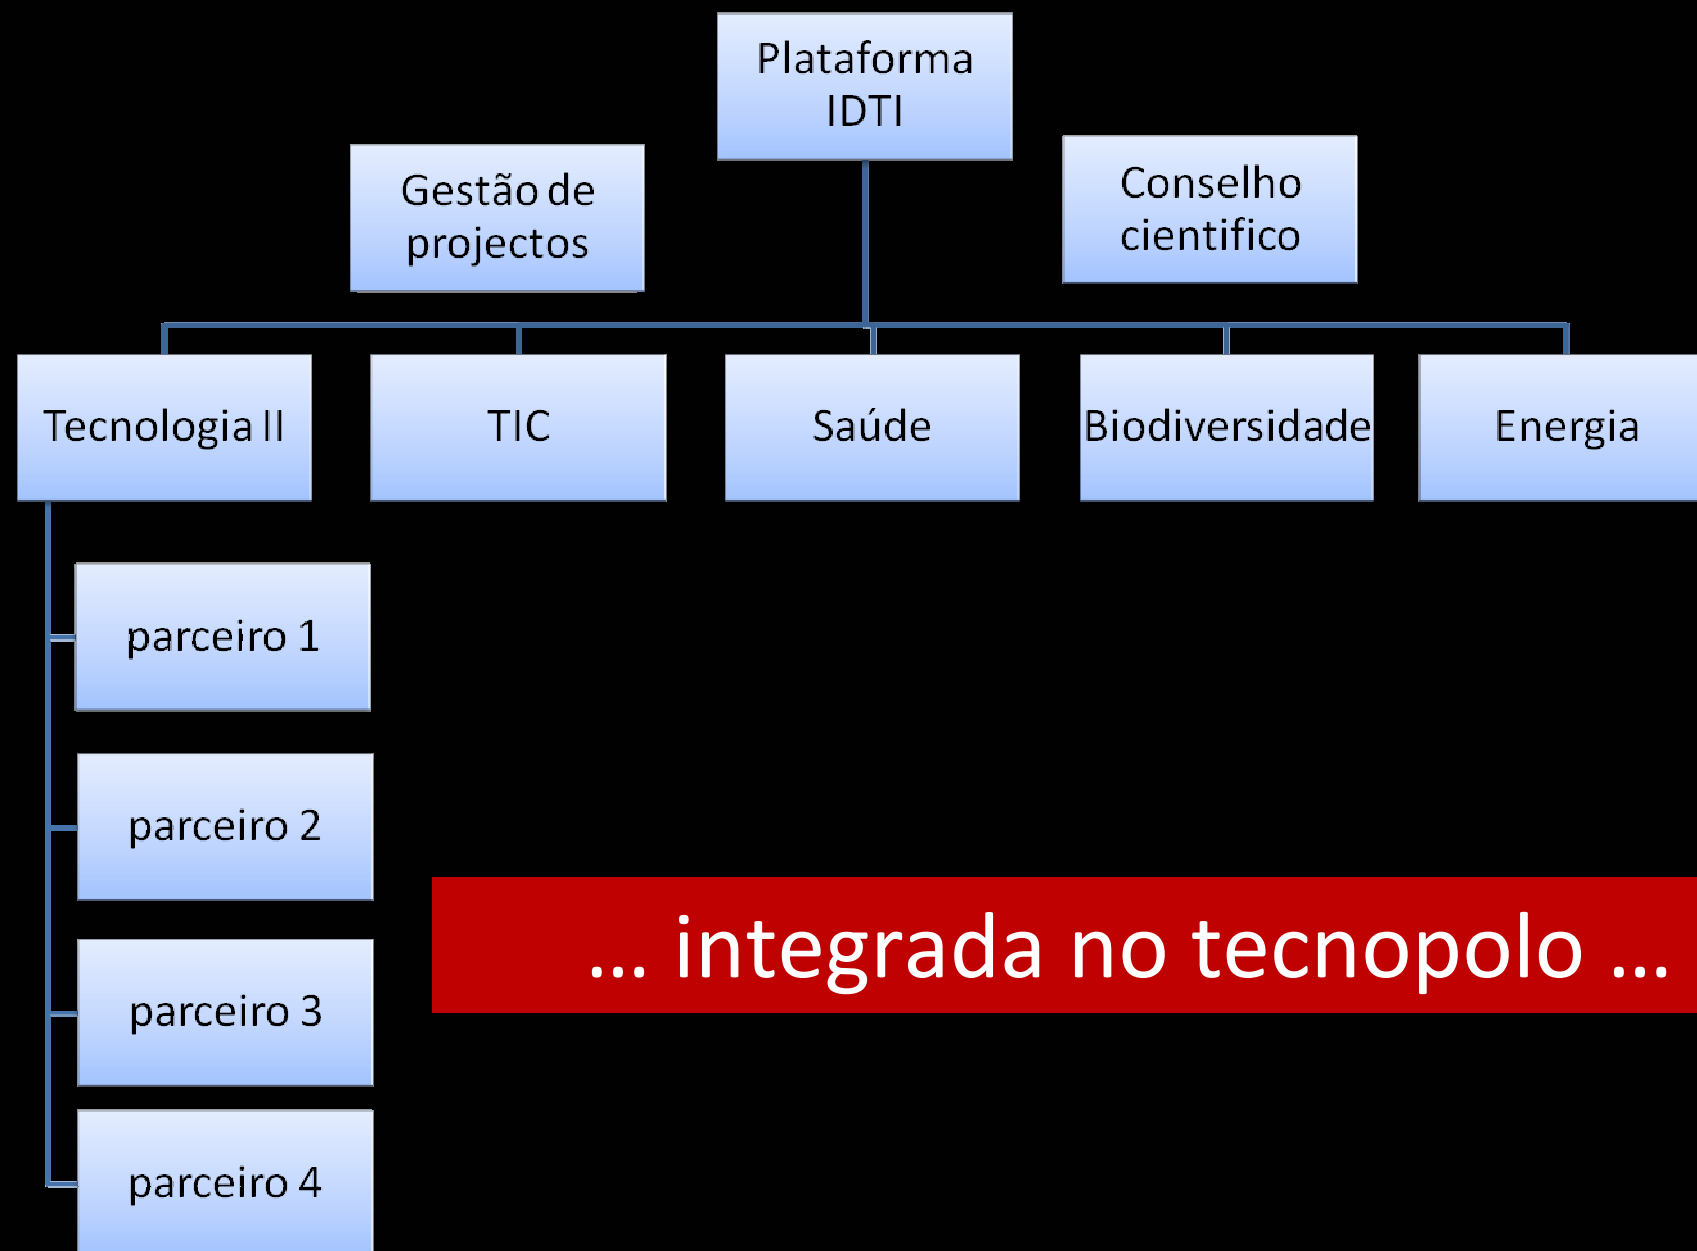 Plataforma
IDTI
Gestão de
projectos
Conselho
cientifico
Tecnologia II
TIC
Saúde
Biodiversidade
Energia
parceiro 1
parceiro 2
parceiro 3
parceiro 4
... integrada no tecnopolo ...